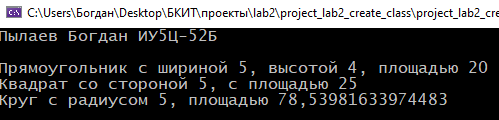 C:\Users\Богдан\Desktop\БКИТ\проекты\lab2\project_lab2_create_class\project_lab2_cre
Пылаев Богдан ИУ5Ц-52Б
Прямоугольник с шириной 5, высотой 4, площадью 20
Квадрат со стороной 5, с площадью 25
Круг с радиусом 5, площадью 78,53981633974483